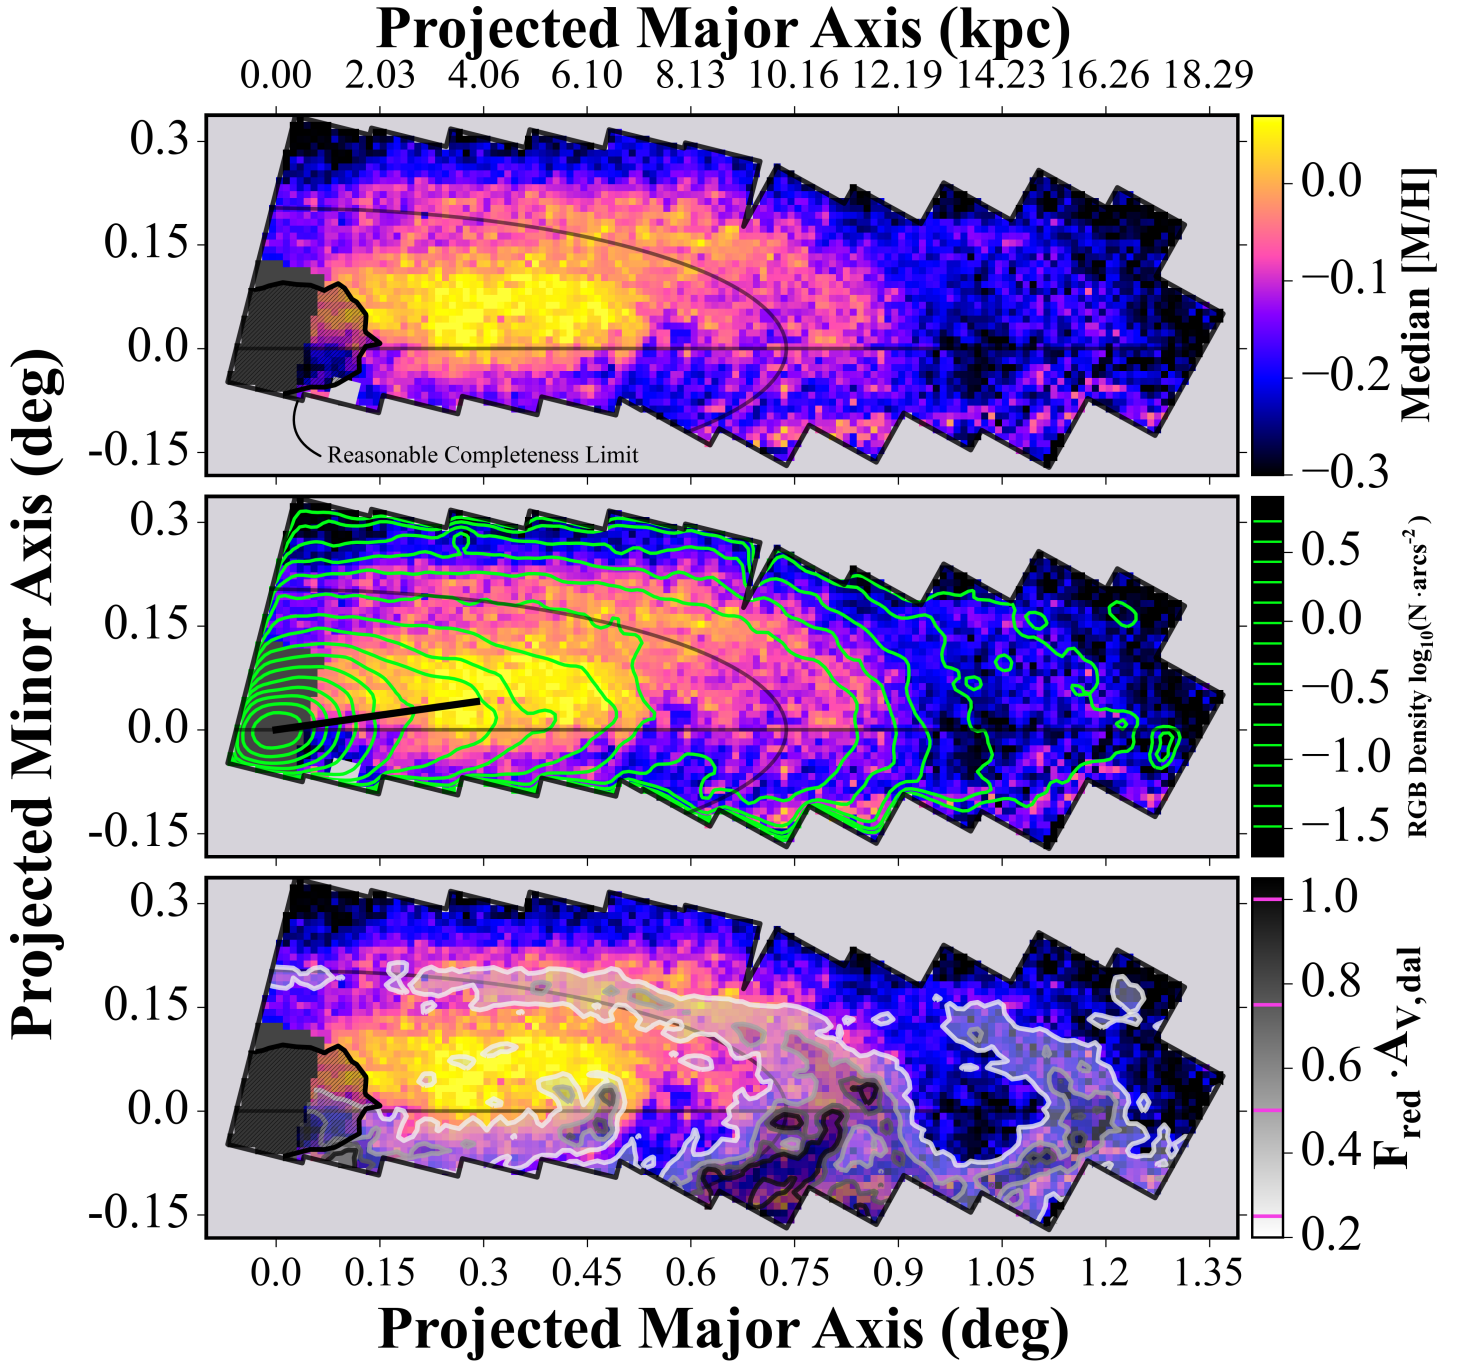 Projected Major Axis (kpc)
0.00 2.03 4.06 6.10 8.13 10.16 12.19 14.23 16.26 18.29
Projected Minor Axis (deg)
0.3
0.15
0.0
-0.15
Reasonable Completeness Limit
0.0
−0.1
−0.2
−0.3
Median [M/H]
0.3
0.15
0.0
-0.15
0.5
0.0
−0.5
−1.0
−1.5
RGB Density log10(N ·arcs-2)
0.3
0.15
0.0
-0.15
1.0
0.8
0.6
0.4
0.2
Fred ·AV,dal
0.0 0.15 0.3 0.45 0.6 0.75 0.9 1.05 1.2 1.35
Projected Major Axis (deg)